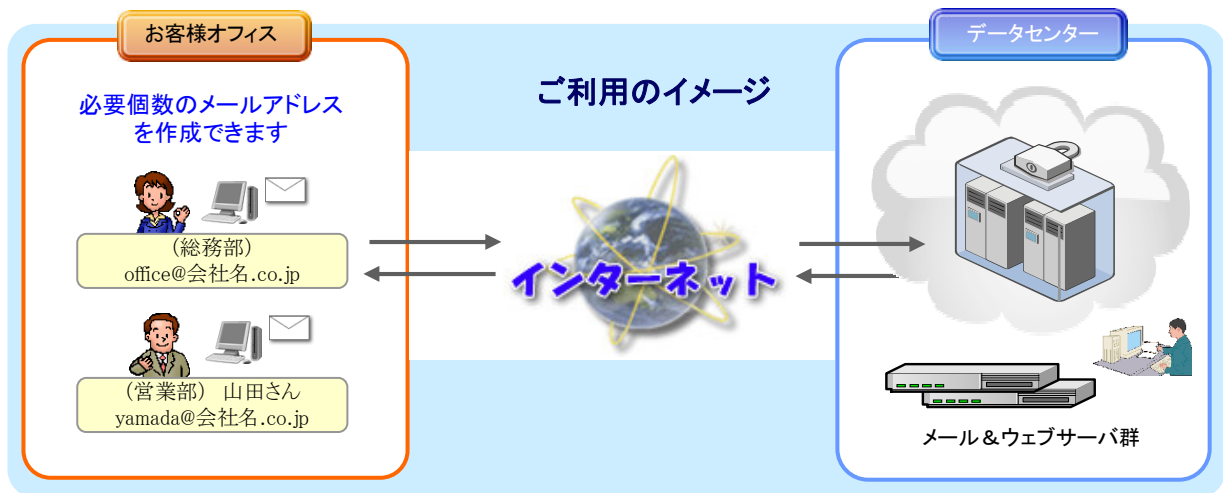 お客様オフィス
データセンター
ご利用のイメージ
必要個数のメールアドレス
を作成できます
（総務部）
office@会社名.co.jp
インターネット
（営業部） 山田さん
yamada@会社名.co.jp
メール＆ウェブサーバ群